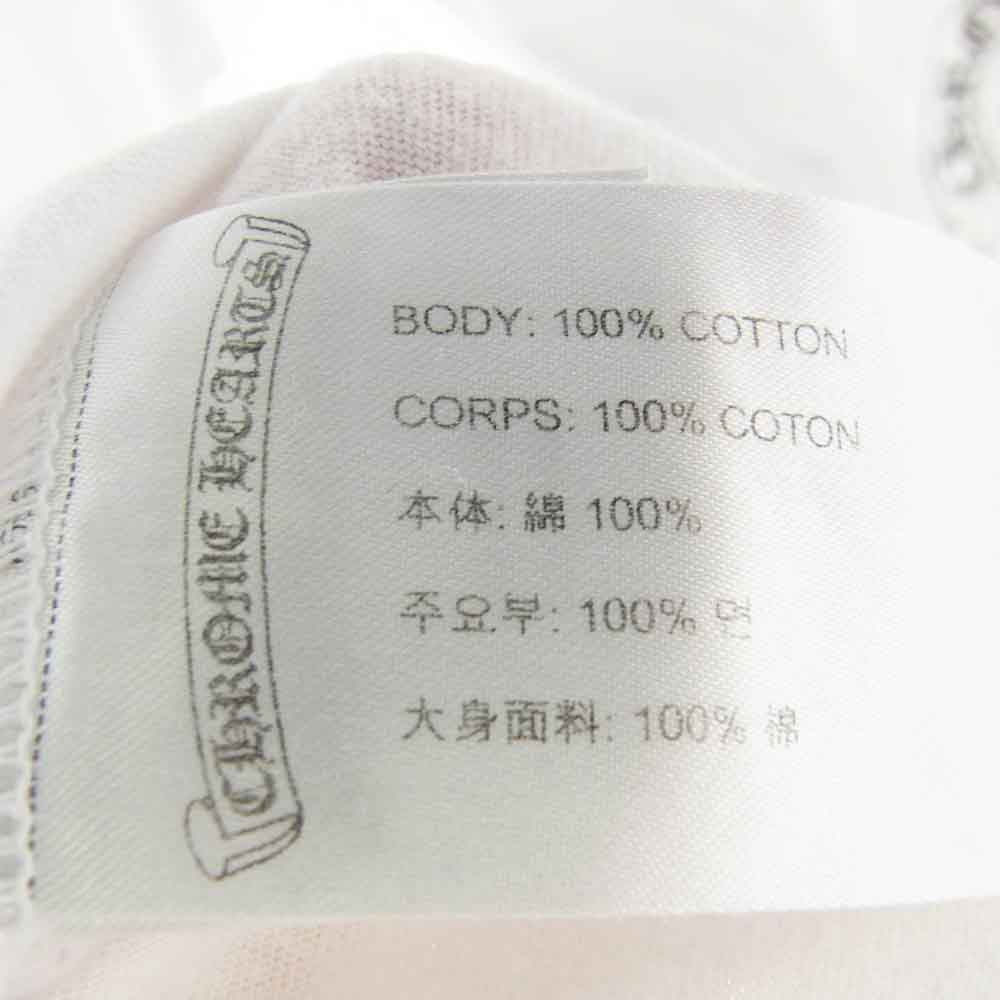 CHROME HEARTS
BODY: 100% COTTON
CORPS: 100% COTON
本体: 綿 100%
주요부: 100% 면
大身面料: 100% 棉